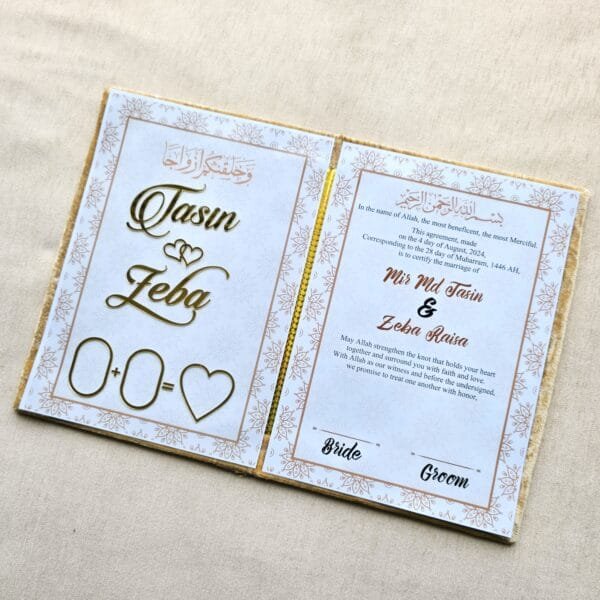 وَخَلَقْنَٰكُمْ أَزْوَٰجًا
Tasin
Zeba
+ =
بسم الله الرحمن الرحيم
In the name of Allah, the most beneficent, the most Merciful.
This agreement, made
on the 4 day of August, 2024,
Corresponding to the 28 day of Muharram, 1446 AH,
is to certify the marriage of
Mir Md Tasin
&
Zeba Raisa
May Allah strengthen the knot that holds your heart
together and surround you with faith and love.
With Allah as our witness and before the undersigned,
we promise to treat one another with honor,
Bride
Groom